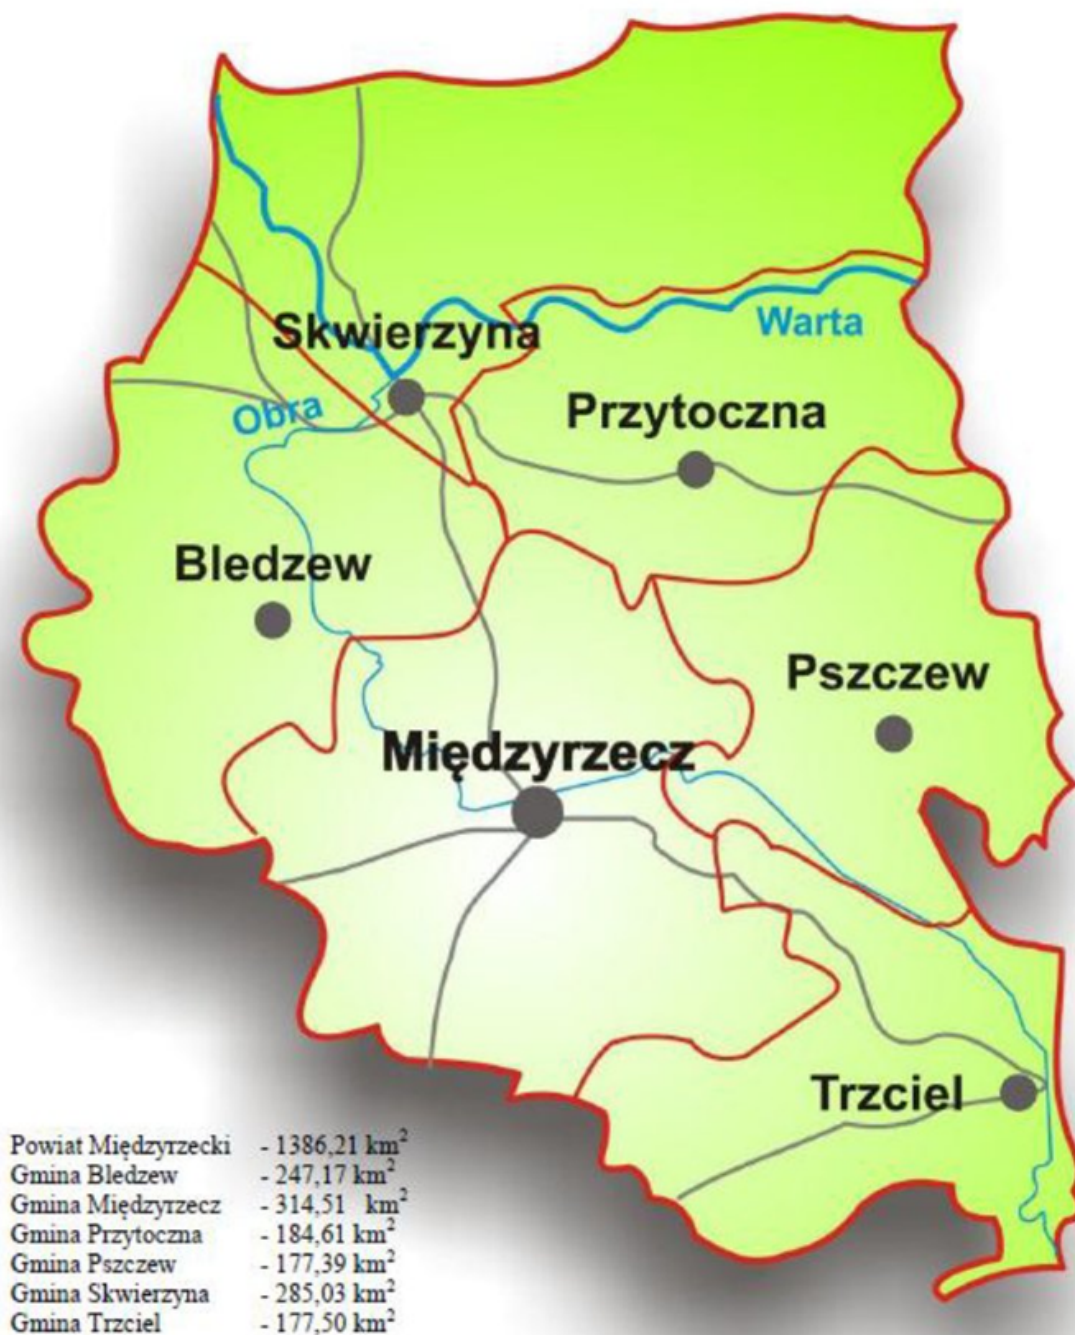 Skwierzyna
Warta
Obra
Przytoczna
Bledzew
Pszczew
Międzyrzecz
Trzciel
Powiat Międzyrzecki - 1386,21 km²
Gmina Bledzew - 247,17 km²
Gmina Międzyrzecz - 314,51 km²
Gmina Przytoczna - 184,61 km²
Gmina Pszczew - 177,39 km²
Gmina Skwierzyna - 285,03 km²
Gmina Trzciel - 177,50 km²